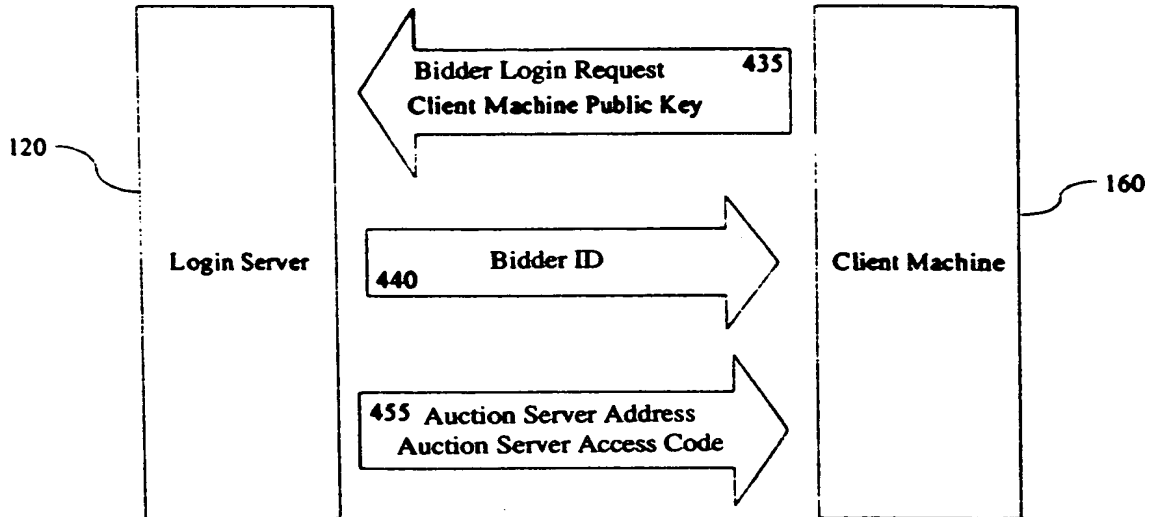 Bidder Login Request 435
Client Machine Public Key
120
160
Login Server
Bidder ID
440
Client Machine
455 Auction Server Address
Auction Server Access Code